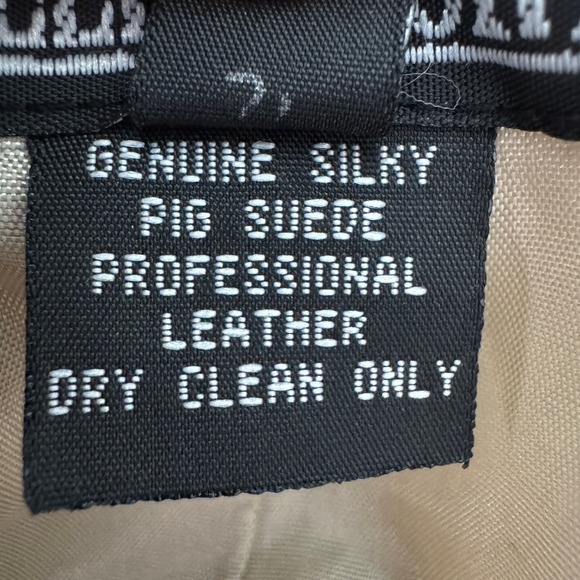 GENUINE SILKY
PIG SUEDE
PROFESSIONAL
LEATHER
DRY CLEAN ONLY